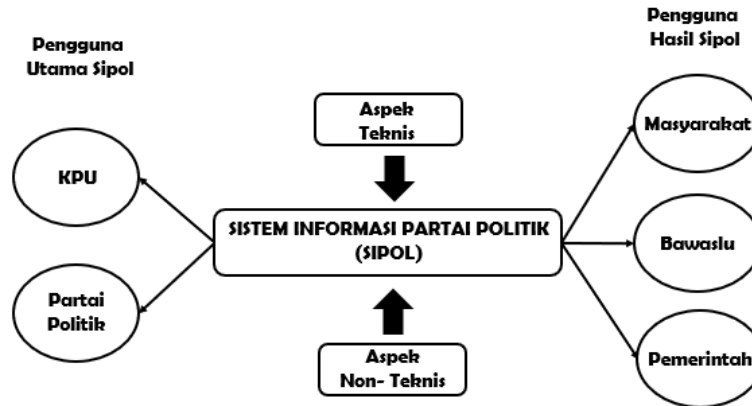 Pengguna
Utama Sipol
KPU
Partai
Politik
Aspek
Teknis
SISTEM INFORMASI PARTAI POLITIK
(SIPOL)
Aspek
Non- Teknis
Pengguna
Hasil Sipol
Masyarakat
Bawaslu
Pemerintah